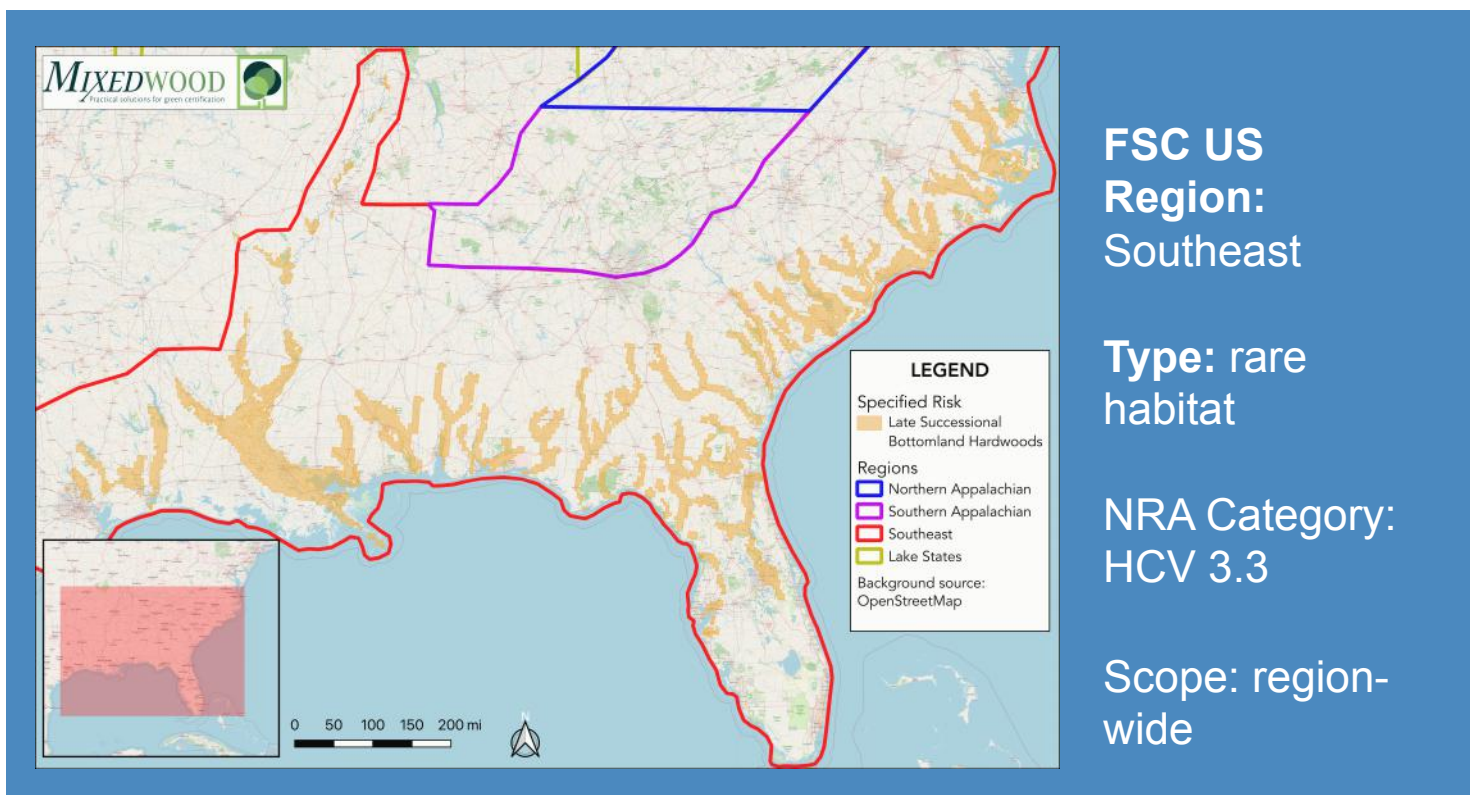 MIXEDWOOD
Practical solutions for green certification
FSC US
Region:
Southeast
Type: rare
habitat
NRA Category:
HCV 3.3
Scope: region-
wide
LEGEND
Specified Risk
Late Successional
Bottomland Hardwoods
Regions
Northern Appalachian
Southern Appalachian
Southeast
Lake States
Background source:
OpenStreetMap
0 50 100 150 200 mi
N